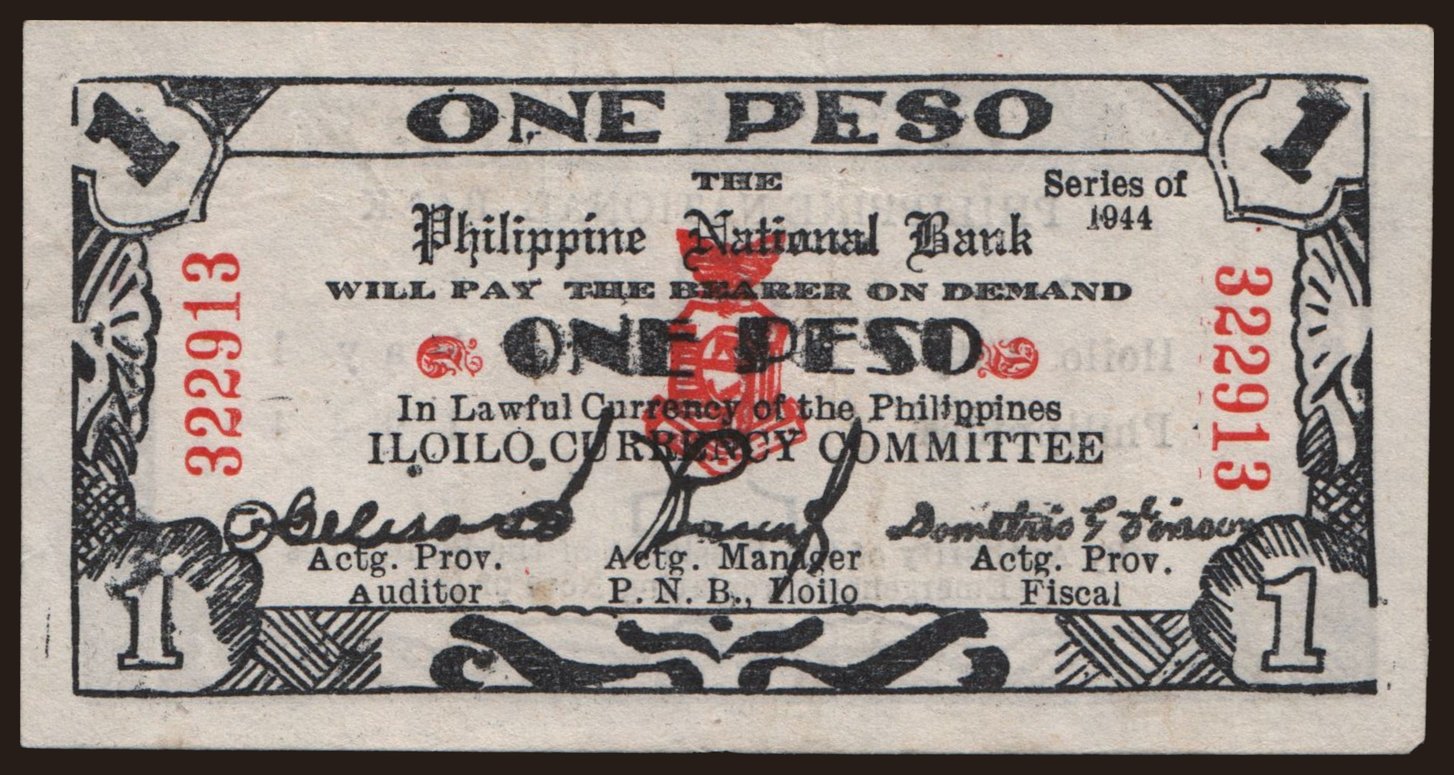 1 ONE PESO 1
THE
Series of
1944
Philippine National Bank
322913
322913
WILL PAY THE BEARER ON DEMAND
ONE PESO
In Lawful Currency of the Philippines
ILOILO CURRENCY COMMITTEE
Actg. Prov.
Auditor
Actg. Manager
P. N. B., Iloilo
Actg. Prov.
Fiscal
1 1